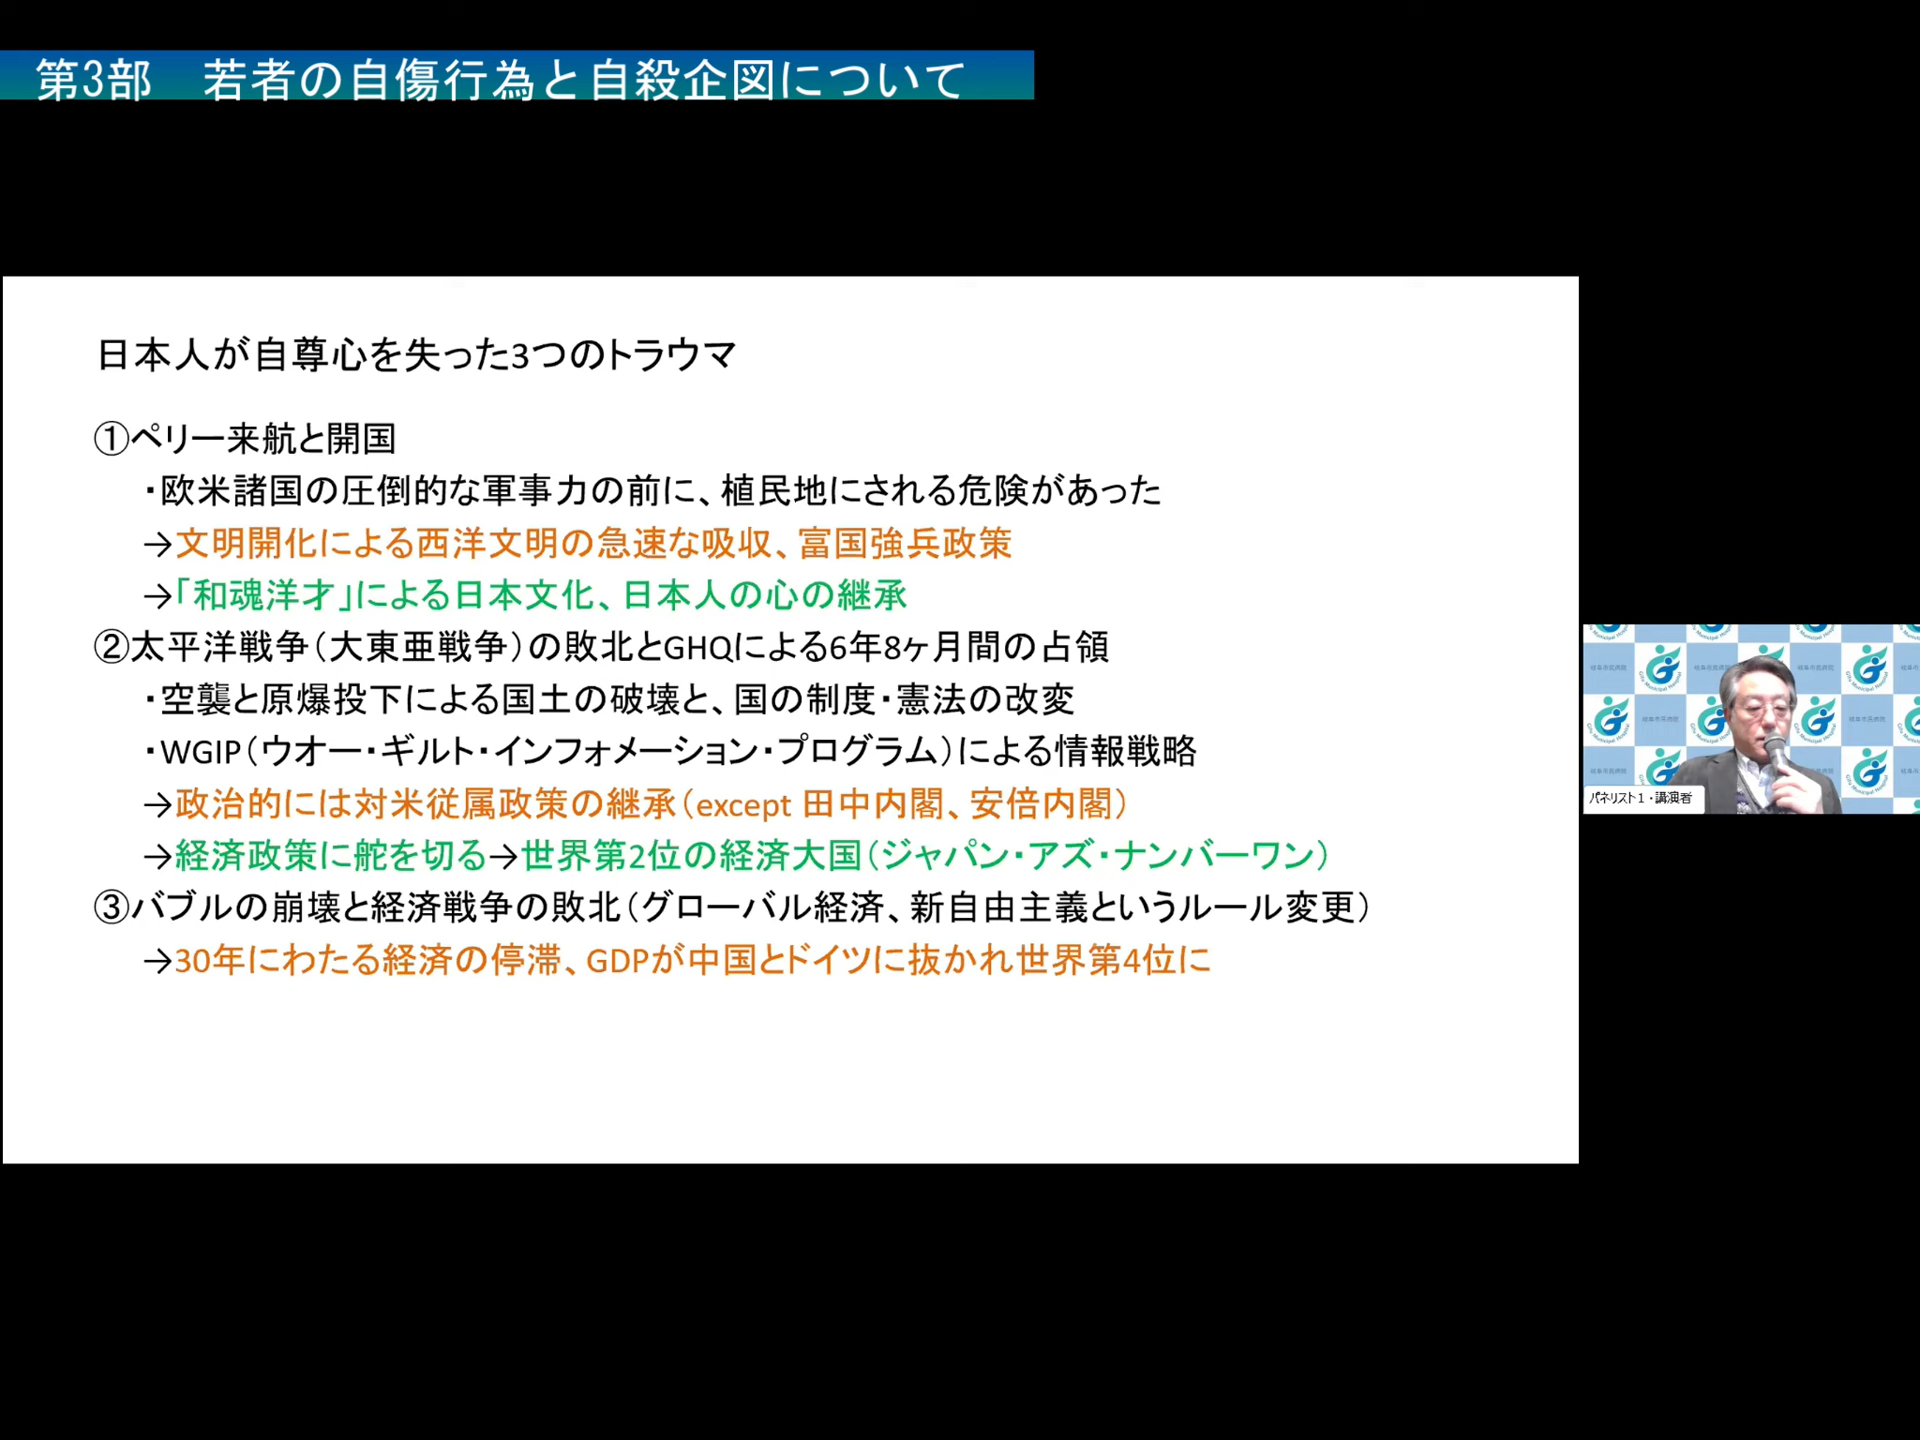 第3部　若者の自傷行為と自殺企図について
日本人が自尊心を失った3つのトラウマ
①ペリー来航と開国
・欧米諸国の圧倒的な軍事力の前に、植民地にされる危険があった
→文明開化による西洋文明の急速な吸収、富国強兵政策
→「和魂洋才」による日本文化、日本人の心の継承
②太平洋戦争（大東亜戦争）の敗北とGHQによる6年8ヶ月間の占領
・空襲と原爆投下による国土の破壊と、国の制度・憲法の改変
・WGIP（ウオー・ギルト・インフォメーション・プログラム）による情報戦略
→政治的には対米従属政策の継承（except 田中内閣、安倍内閣）
→経済政策に舵を切る→世界第2位の経済大国（ジャパン・アズ・ナンバーワン）
③バブルの崩壊と経済戦争の敗北（グローバル経済、新自由主義というルール変更）
→30年にわたる経済の停滞、GDPが中国とドイツに抜かれ世界第4位に
岐阜市民病院
Gifu Municipal Hospital
パネリスト1・講演者